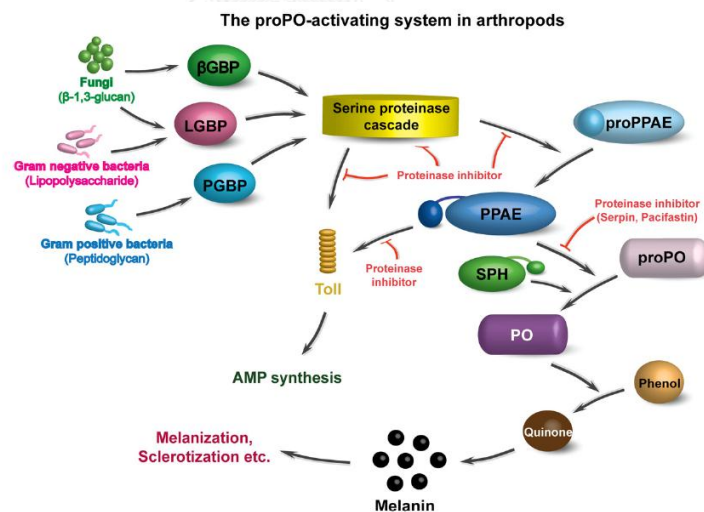 The proPO-activating system in arthropods
Fungi
(β-1,3-glucan)
βGBP
Serine proteinase
cascade
proPPAE
LGBP
Gram negative bacteria
(Lipopolysaccharide)
Proteinase inhibitor
PGBP
PPAE
Proteinase inhibitor
(Serpin, Pacifastin)
Gram positive bacteria
(Peptidoglycan)
Proteinase
inhibitor
SPH
proPO
Toll
PO
AMP synthesis
Phenol
Quinone
Melanization,
Sclerotization etc.
Melanin